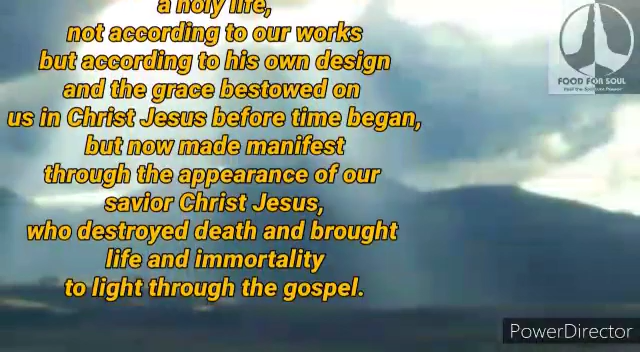 a holy life,
not according to our works
but according to his own design
and the grace bestowed on
us in Christ Jesus before time began,
but now made manifest
through the appearance of our
savior Christ Jesus,
who destroyed death and brought
life and immortality
to light through the gospel.
FOOD FOR SOUL
PowerDirector